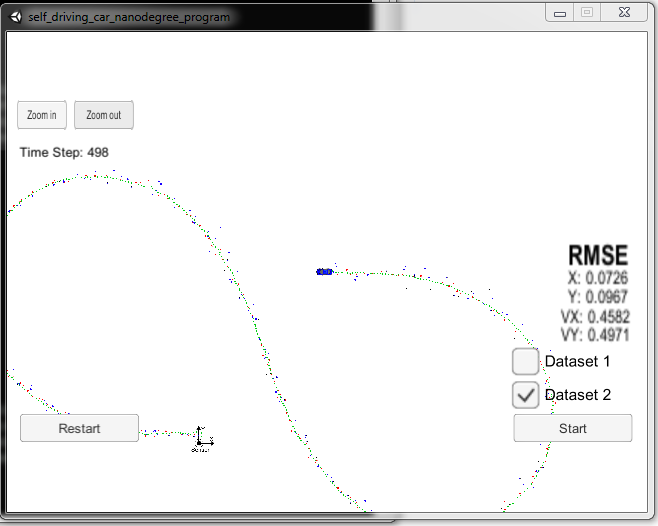 self_driving_car_nanodegree_program
Zoom in
Zoom out
Time Step: 498
RMSE
X: 0.0726
Y: 0.0967
VX: 0.4582
VY: 0.4971
Dataset 1
Dataset 2
Restart
Start